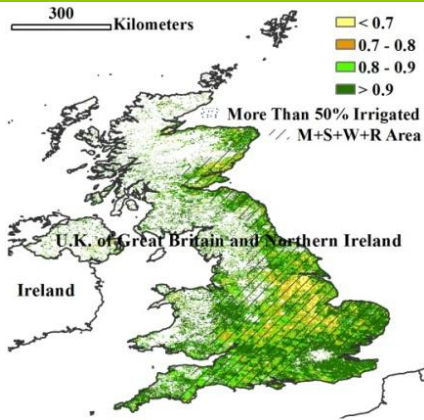 300
Kilometers
< 0.7
0.7 - 0.8
0.8 - 0.9
> 0.9
More Than 50% Irrigated
M+S+W+R Area
U.K. of Great Britain and Northern Ireland
Ireland